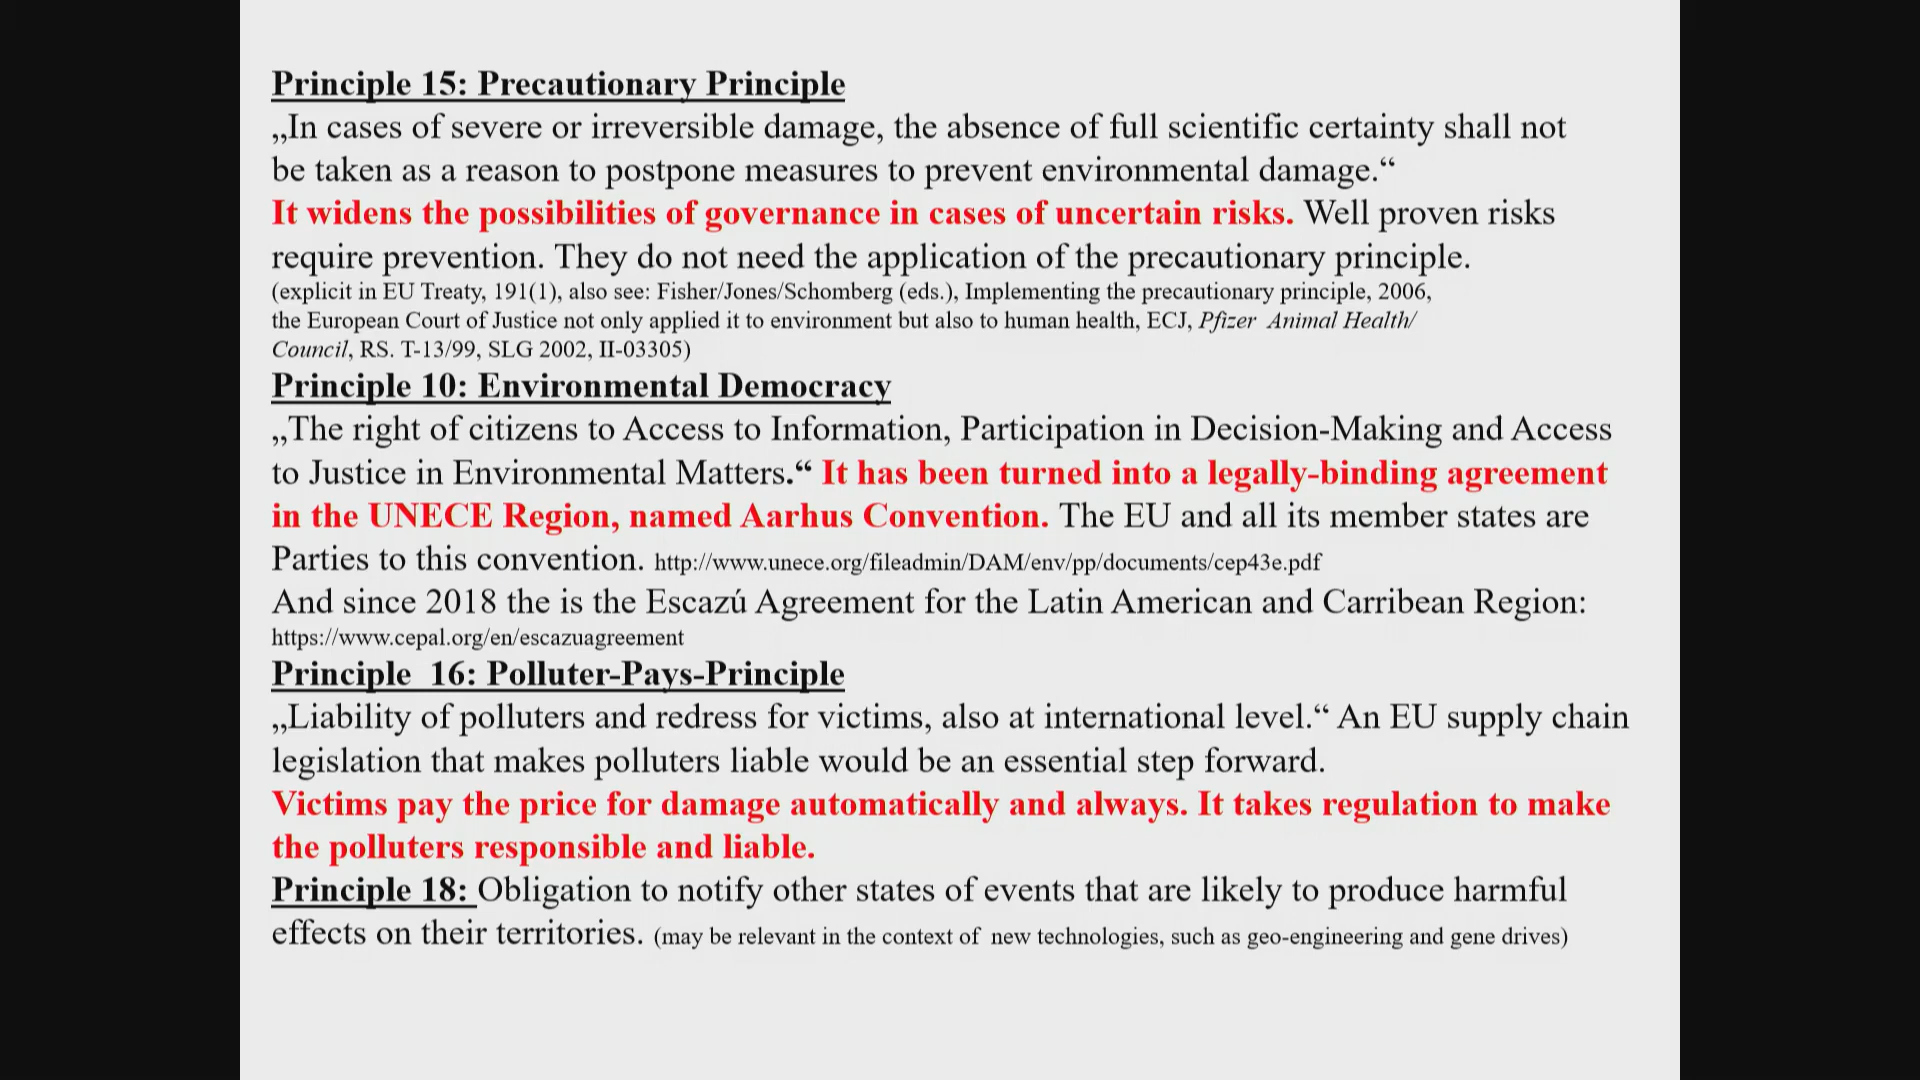 Principle 15: Precautionary Principle
„In cases of severe or irreversible damage, the absence of full scientific certainty shall not
be taken as a reason to postpone measures to prevent environmental damage.“
It widens the possibilities of governance in cases of uncertain risks. Well proven risks
require prevention. They do not need the application of the precautionary principle.
(explicit in EU Treaty, 191(1), also see: Fisher/Jones/Schomberg (eds.), Implementing the precautionary principle, 2006,
the European Court of Justice not only applied it to environment but also to human health, ECJ, Pfizer Animal Health/
Council, RS. T-13/99, SLG 2002, II-03305)
Principle 10: Environmental Democracy
„The right of citizens to Access to Information, Participation in Decision-Making and Access
to Justice in Environmental Matters.“ It has been turned into a legally-binding agreement
in the UNECE Region, named Aarhus Convention. The EU and all its member states are
Parties to this convention. http://www.unece.org/fileadmin/DAM/env/pp/documents/cep43e.pdf
And since 2018 the is the Escazú Agreement for the Latin American and Carribean Region:
https://www.cepal.org/en/escazuagreement
Principle 16: Polluter-Pays-Principle
„Liability of polluters and redress for victims, also at international level.“ An EU supply chain
legislation that makes polluters liable would be an essential step forward.
Victims pay the price for damage automatically and always. It takes regulation to make
the polluters responsible and liable.
Principle 18: Obligation to notify other states of events that are likely to produce harmful
effects on their territories. (may be relevant in the context of new technologies, such as geo-engineering and gene drives)